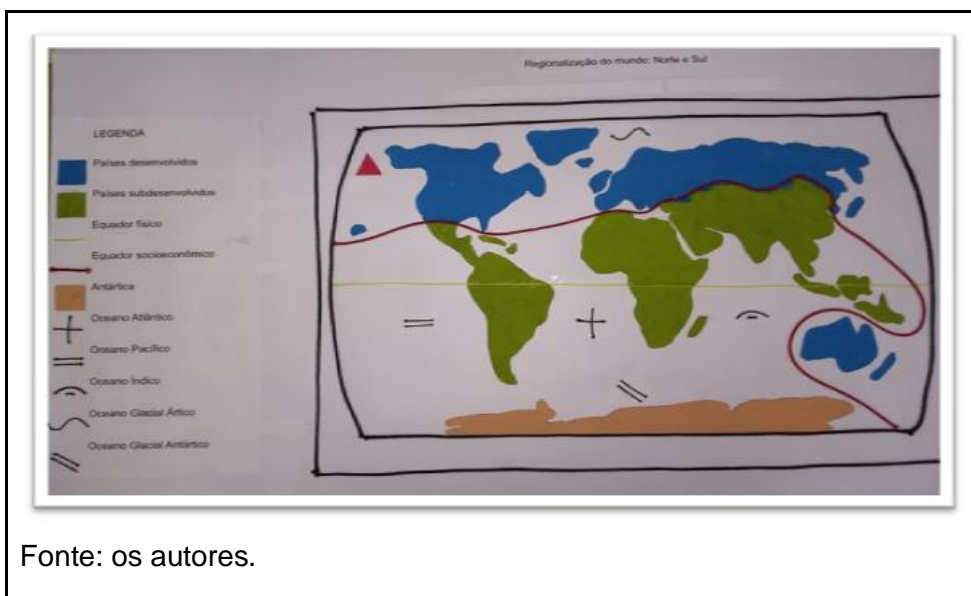 Regionalização do mundo: Norte e Sul
LEGENDA
Países desenvolvidos
Países subdesenvolvidos
Equador físico
Equador socioeconômico
Antártica
Oceano Atlântico
Oceano Pacífico
Oceano Índico
Oceano Glacial Ártico
Oceano Glacial Antártico
Fonte: os autores.